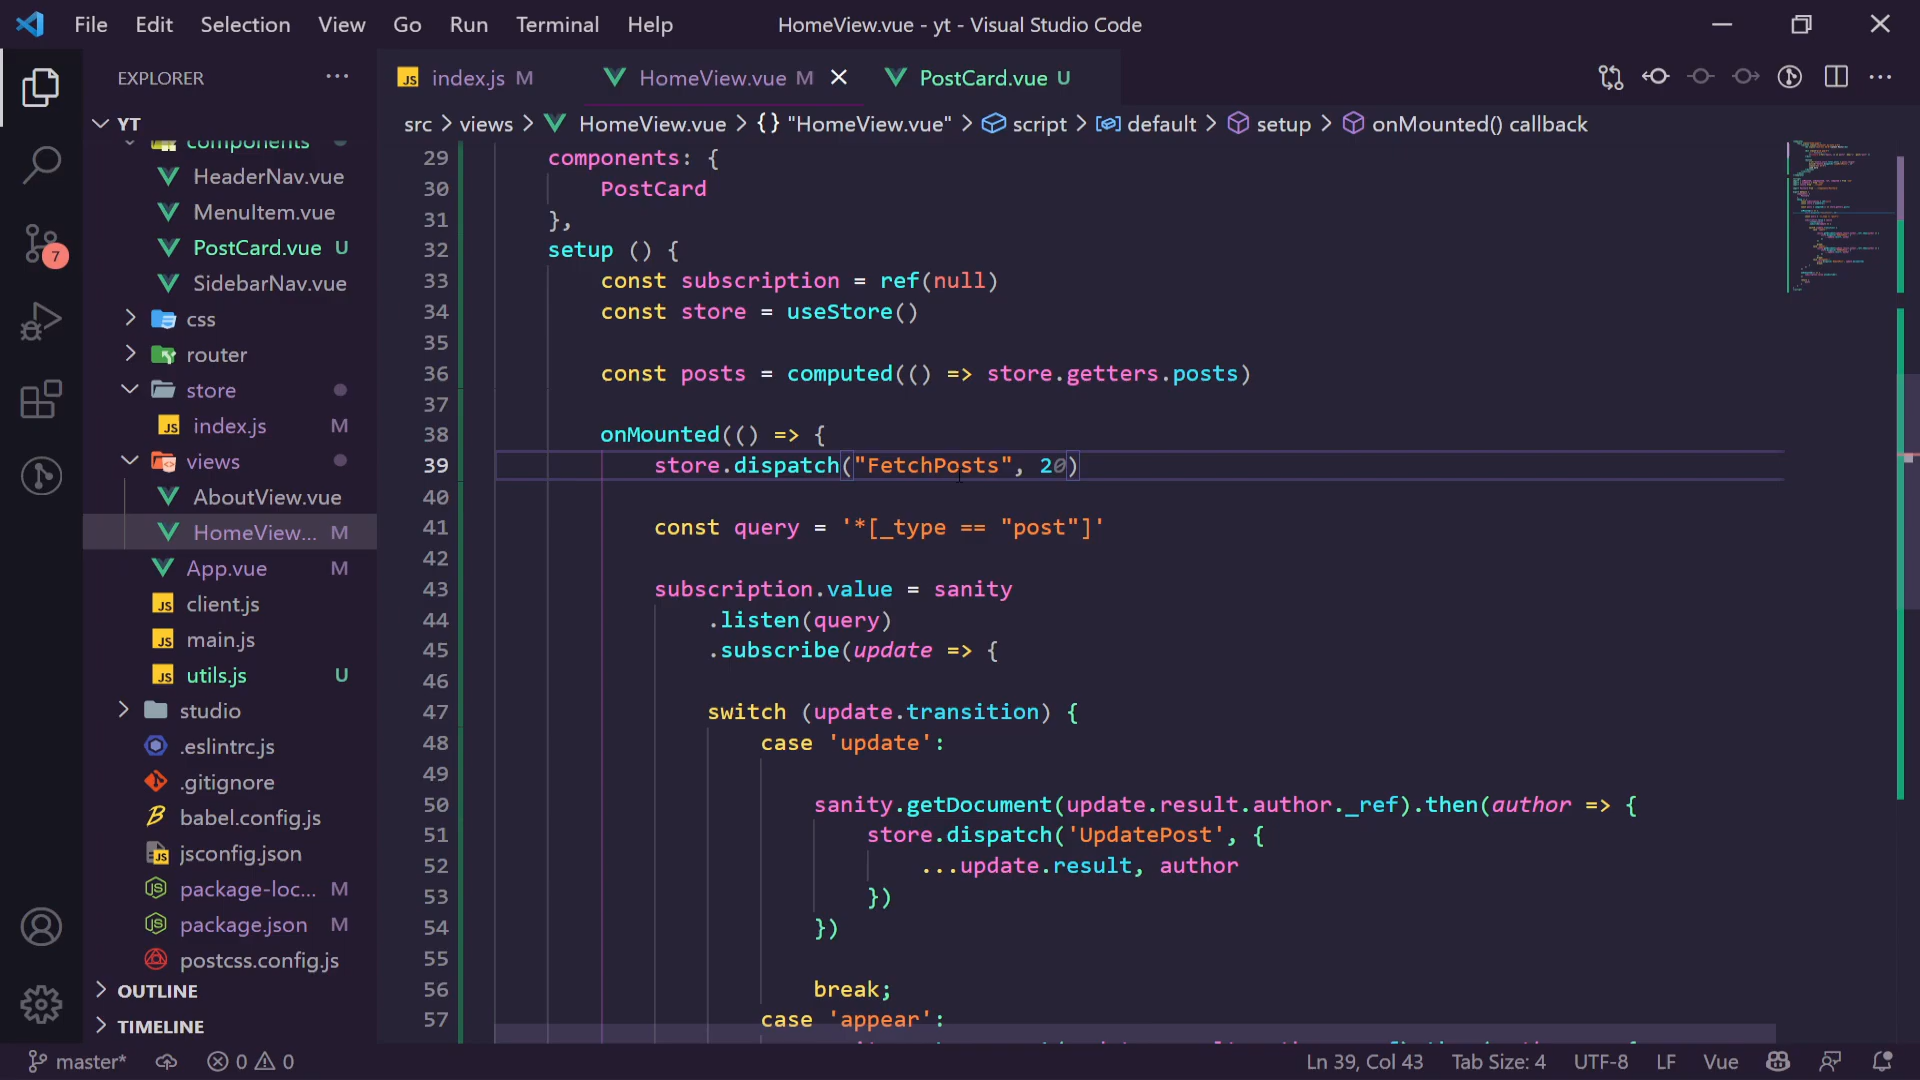 File Edit Selection View Go Run Terminal Help
HomeView.vue - yt - Visual Studio Code
EXPLORER
JS index.js M
HomeView.vue M
PostCard.vue U
YT
src > views > HomeView.vue > {} "HomeView.vue" > script > default > setup > onMounted() callback
components
HeaderNav.vue
MenuItem.vue
PostCard.vue U
SidebarNav.vue
css
router
store
JS index.js M
views
AboutView.vue
HomeView... M
App.vue M
JS client.js
JS main.js
JS utils.js U
studio
.eslintrc.js
.gitignore
babel.config.js
jsconfig.json
package-loc... M
package.json M
postcss.config.js
OUTLINE
TIMELINE
7
29 components: {
30 PostCard
31 },
32 setup () {
33 const subscription = ref(null)
34 const store = useStore()
35
36 const posts = computed(() => store.getters.posts)
37
38 onMounted(() => {
39 store.dispatch("FetchPosts", 20)
40
41 const query = '*[_type == "post"]'
42
43 subscription.value = sanity
44 .listen(query)
45 .subscribe(update => {
46
47 switch (update.transition) {
48 case 'update':
49
50 sanity.getDocument(update.result.author._ref).then(author => {
51 store.dispatch('UpdatePost', {
52 ...update.result, author
53 })
54 })
55
56 break;
57 case 'appear':
master* 0 0
Ln 39, Col 43 Tab Size: 4 UTF-8 LF Vue